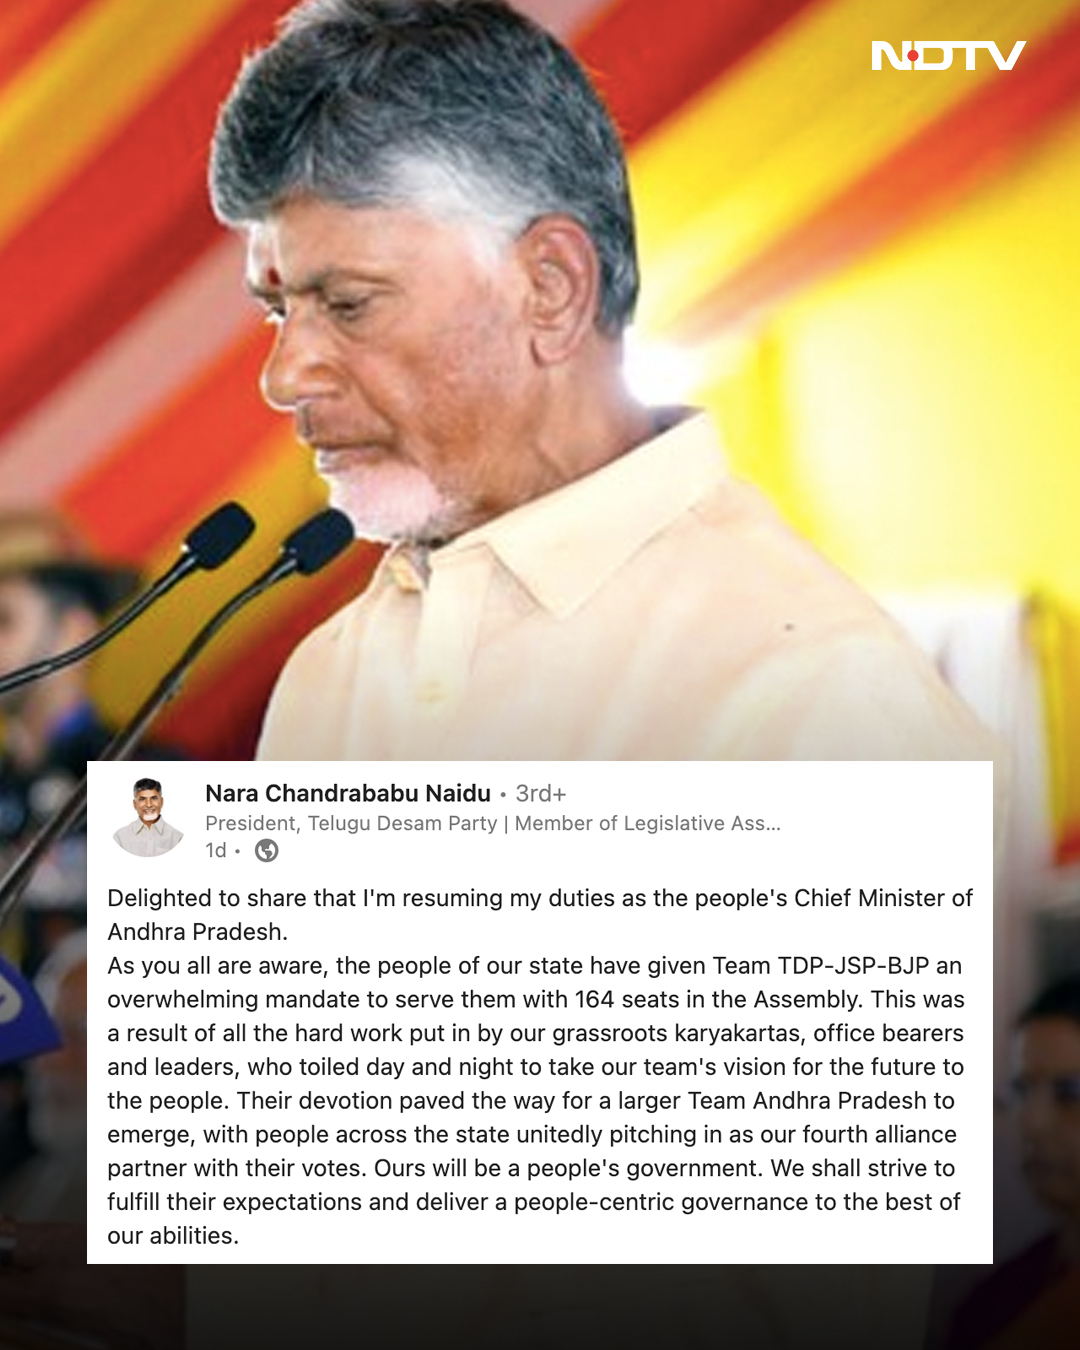 NDTV
Nara Chandrababu Naidu • 3rd+
President, Telugu Desam Party | Member of Legislative Ass...
1d •
Delighted to share that I'm resuming my duties as the people's Chief Minister of
Andhra Pradesh.
As you all are aware, the people of our state have given Team TDP-JSP-BJP an
overwhelming mandate to serve them with 164 seats in the Assembly. This was
a result of all the hard work put in by our grassroots karyakartas, office bearers
and leaders, who toiled day and night to take our team's vision for the future to
the people. Their devotion paved the way for a larger Team Andhra Pradesh to
emerge, with people across the state unitedly pitching in as our fourth alliance
partner with their votes. Ours will be a people's government. We shall strive to
fulfill their expectations and deliver a people-centric governance to the best of
our abilities.